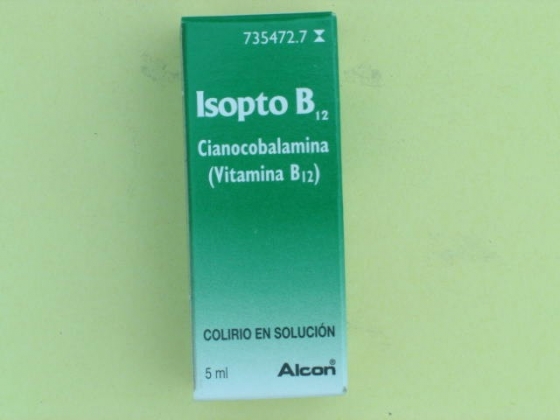 735472.7
Isopto B12
Cianocobalamina
(Vitamina B12)
COLIRIO EN SOLUCIÓN
5 ml
Alcon®